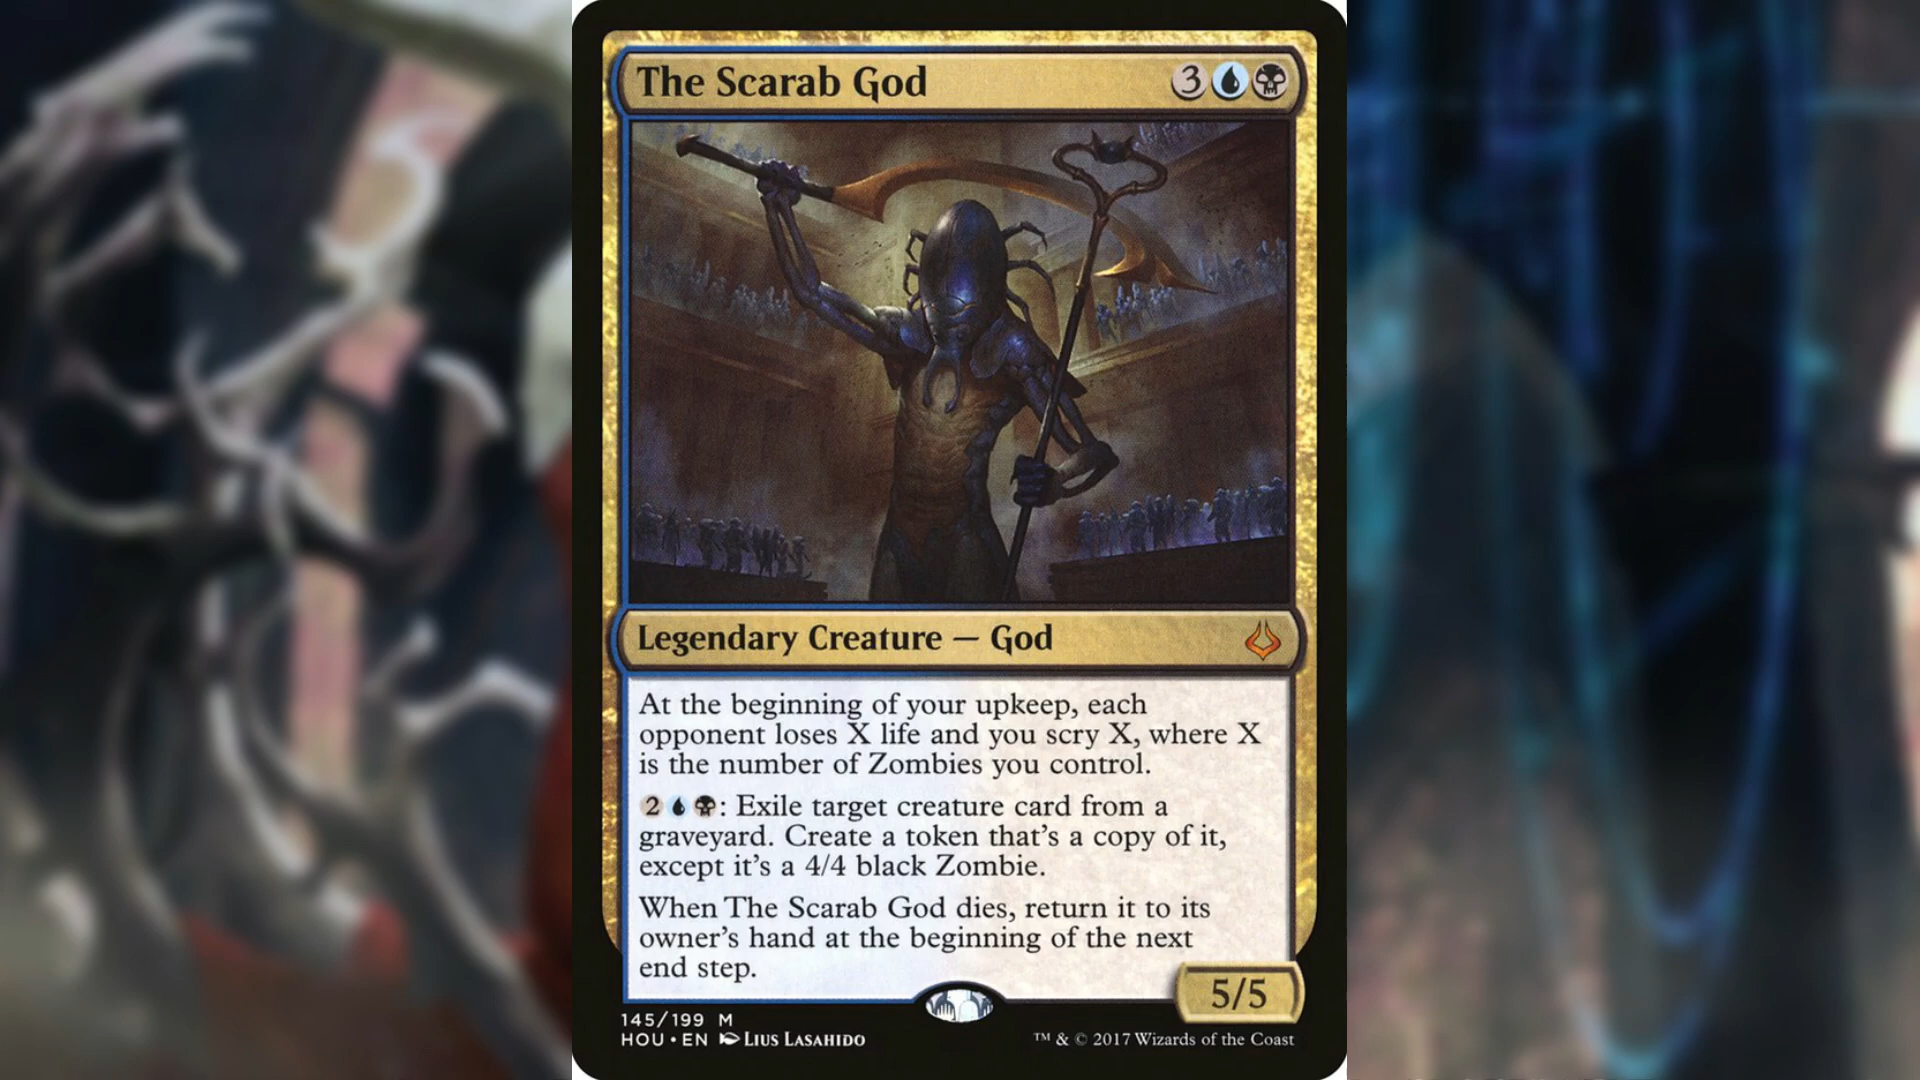 The Scarab God 3
Legendary Creature — God
At the beginning of your upkeep, each
opponent loses X life and you scry X, where X
is the number of Zombies you control.
2 : Exile target creature card from a
graveyard. Create a token that's a copy of it,
except it's a 4/4 black Zombie.
When The Scarab God dies, return it to its
owner's hand at the beginning of the next
end step.
5/5
145/199 M
HOU • EN Lius Lasahido
™ & © 2017 Wizards of the Coast